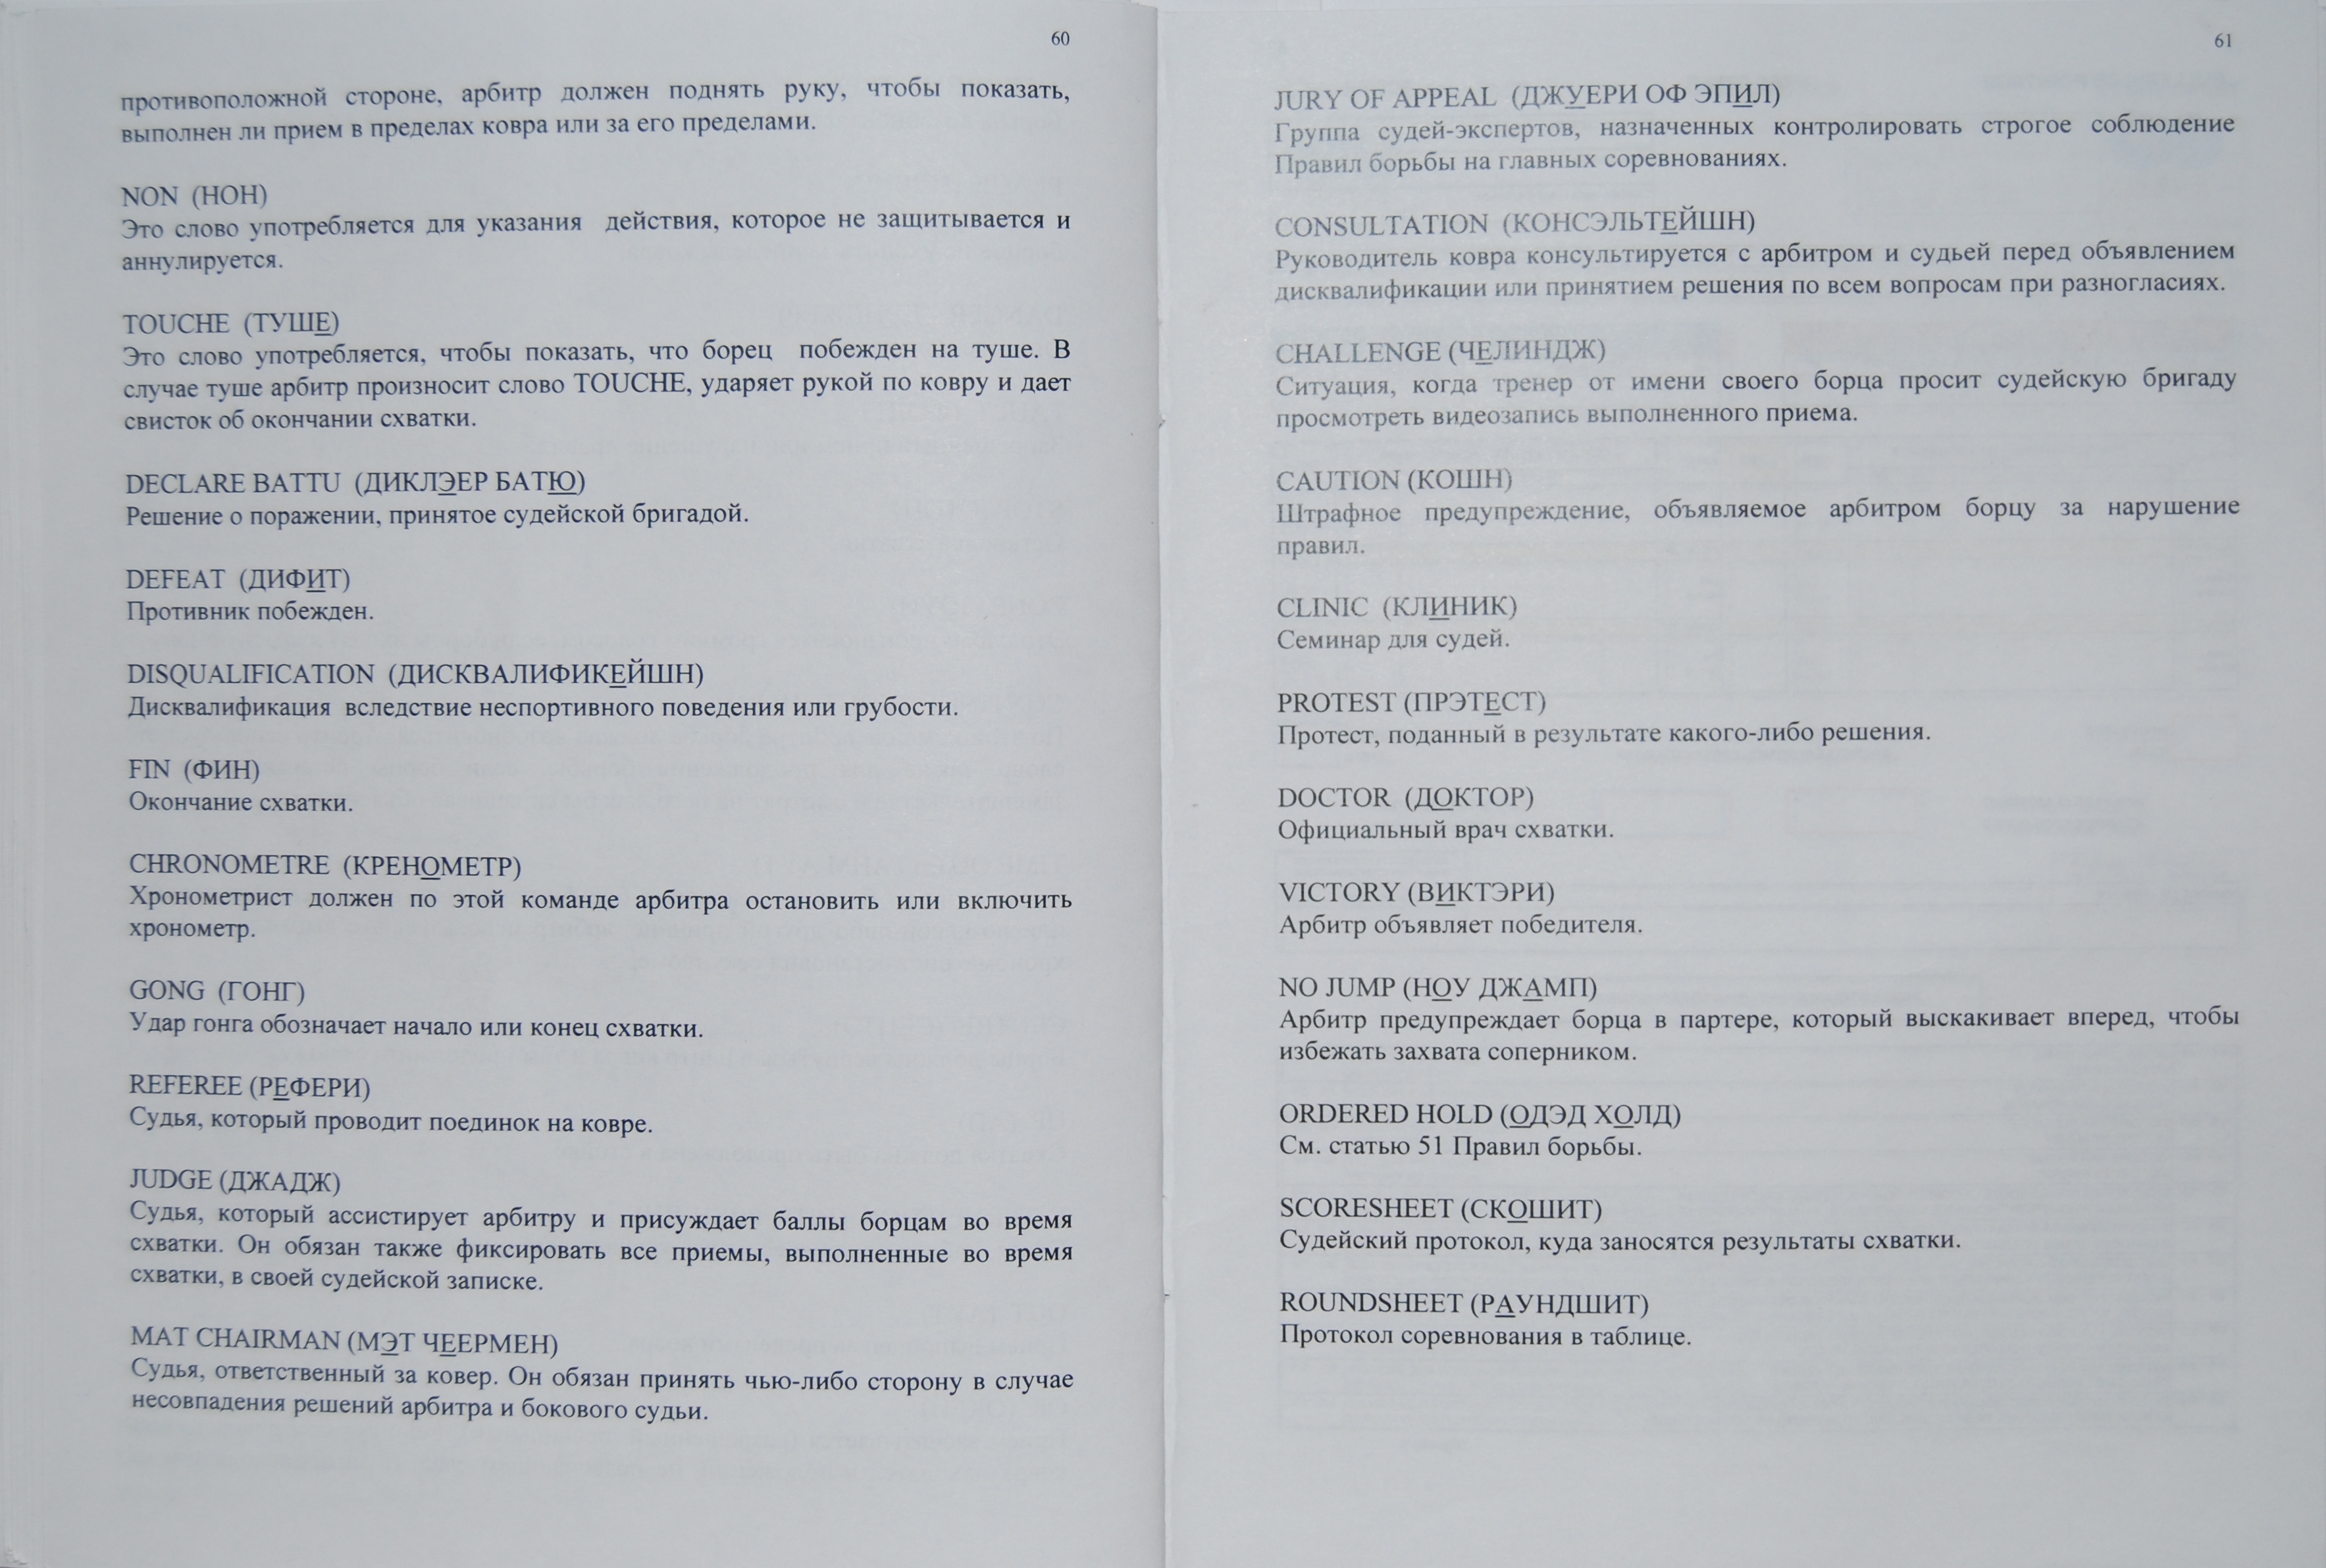 60
противоположной стороне, арбитр должен поднять руку, чтобы показать,
выполнен ли прием в пределах ковра или за его пределами.
NON (НОН)
Это слово употребляется для указания действия, которое не защитывается и
аннулируется.
TOUCHE (ТУШЕ)
Это слово употребляется, чтобы показать, что борец побежден на туше. В
случае туше арбитр произносит слово TOUCHE, ударяет рукой по ковру и дает
свисток об окончании схватки.
DECLARE BATTU (ДИКЛЭЕР БАТЮ)
Решение о поражении, принятое судейской бригадой.
DEFEAT (ДИФИТ)
Противник побежден.
DISQUALIFICATION (ДИСКВАЛИФИКЕЙШН)
Дисквалификация вследствие неспортивного поведения или грубости.
FIN (ФИН)
Окончание схватки.
CHRONOMETRE (КРЕНОМЕТР)
Хронометрист должен по этой команде арбитра остановить или включить
хронометр.
GONG (ГОНГ)
Удар гонга обозначает начало или конец схватки.
REFEREE (РЕФЕРИ)
Судья, который проводит поединок на ковре.
JUDGE (ДЖАДЖ)
Судья, который ассистирует арбитру и присуждает баллы борцам во время
схватки. Он обязан также фиксировать все приемы, выполненные во время
схватки, в своей судейской записке.
MAT CHAIRMAN (МЭТ ЧЕЕРМЕН)
Судья, ответственный за ковер. Он обязан принять чью-либо сторону в случае
несовпадения решений арбитра и бокового судьи.
61
JURY OF APPEAL (ДЖУЕРИ ОФ ЭПИЛ)
Группа судей-экспертов, назначенных контролировать строгое соблюдение
Правил борьбы на главных соревнованиях.
CONSULTATION (КОНСЭЛЬТЕЙШН)
Руководитель ковра консультируется с арбитром и судьей перед объявлением
дисквалификации или принятием решения по всем вопросам при разногласиях.
CHALLENGE (ЧЕЛИНДЖ)
Ситуация, когда тренер от имени своего борца просит судейскую бригаду
просмотреть видеозапись выполненного приема.
CAUTION (КОШН)
Штрафное предупреждение, объявляемое арбитром борцу за нарушение
правил.
CLINIC (КЛИНИК)
Семинар для судей.
PROTEST (ПРЭТЕСТ)
Протест, поданный в результате какого-либо решения.
DOCTOR (ДОКТОР)
Официальный врач схватки.
VICTORY (ВИКТЭРИ)
Арбитр объявляет победителя.
NO JUMP (НОУ ДЖАМП)
Арбитр предупреждает борца в партере, который выскакивает вперед, чтобы
избежать захвата соперником.
ORDERED HOLD (ОДЭД ХОЛД)
См. статью 51 Правил борьбы.
SCORESHEET (СКОШИТ)
Судейский протокол, куда заносятся результаты схватки.
ROUNDSHEET (РАУНДШИТ)
Протокол соревнования в таблице.